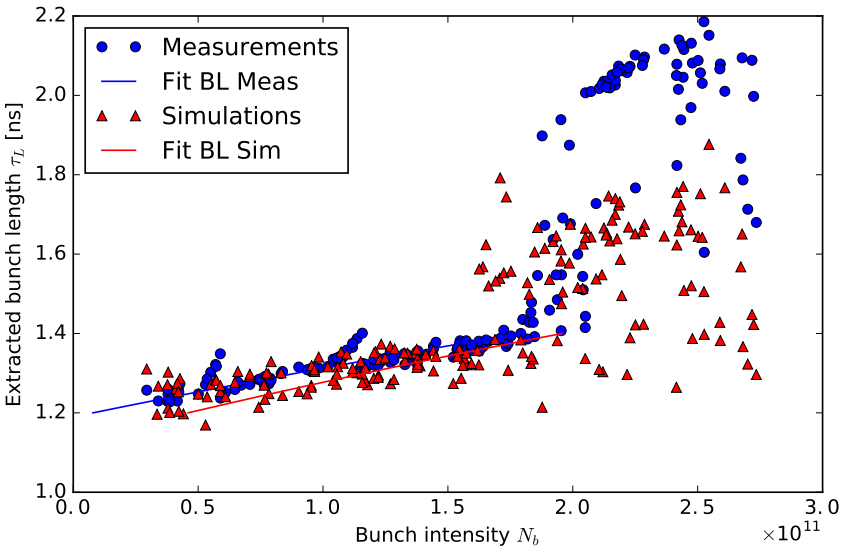 2.2
2.0
1.8
1.6
1.4
1.2
1.0
Extracted bunch length τ_L [ns]
Measurements
Fit BL Meas
Simulations
Fit BL Sim
0.0 0.5 1.0 1.5 2.0 2.5 3.0
Bunch intensity N_b
×10¹¹